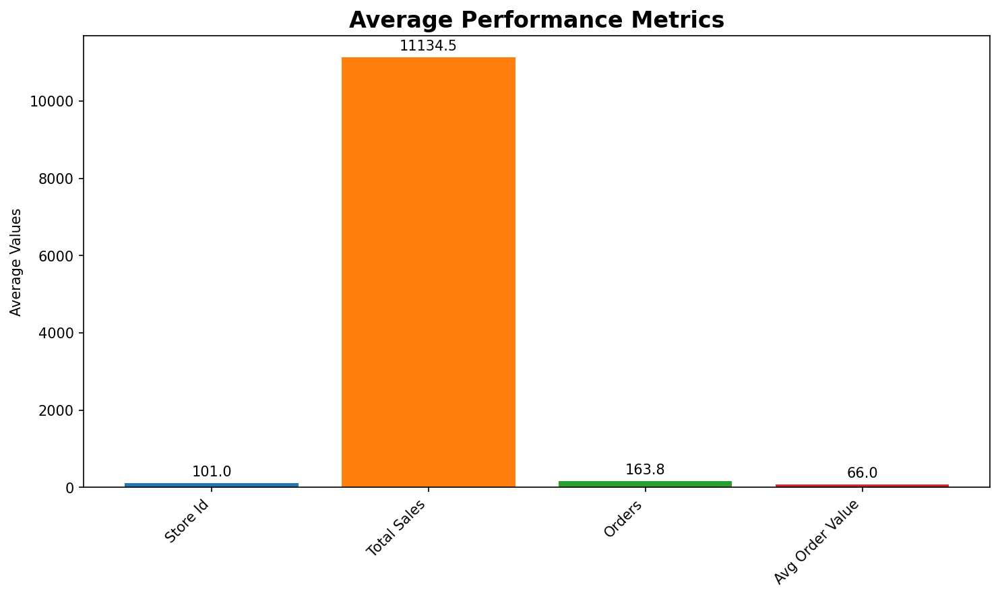 Average Performance Metrics
11134.5
10000
8000
6000
4000
2000
0
Average Values
101.0
163.8
66.0
Store Id
Total Sales
Orders
Avg Order Value